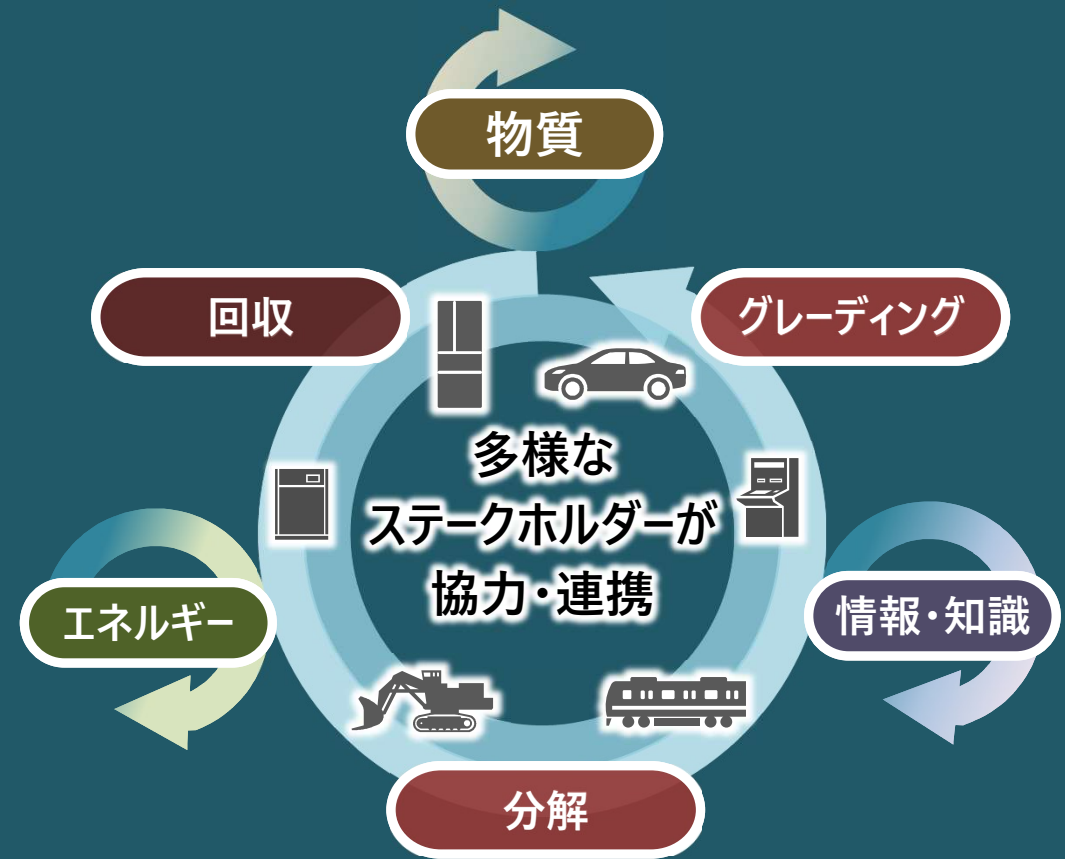 物質
回収
グレーディング
多様な
ステークホルダーが
協力・連携
エネルギー
情報・知識
分解